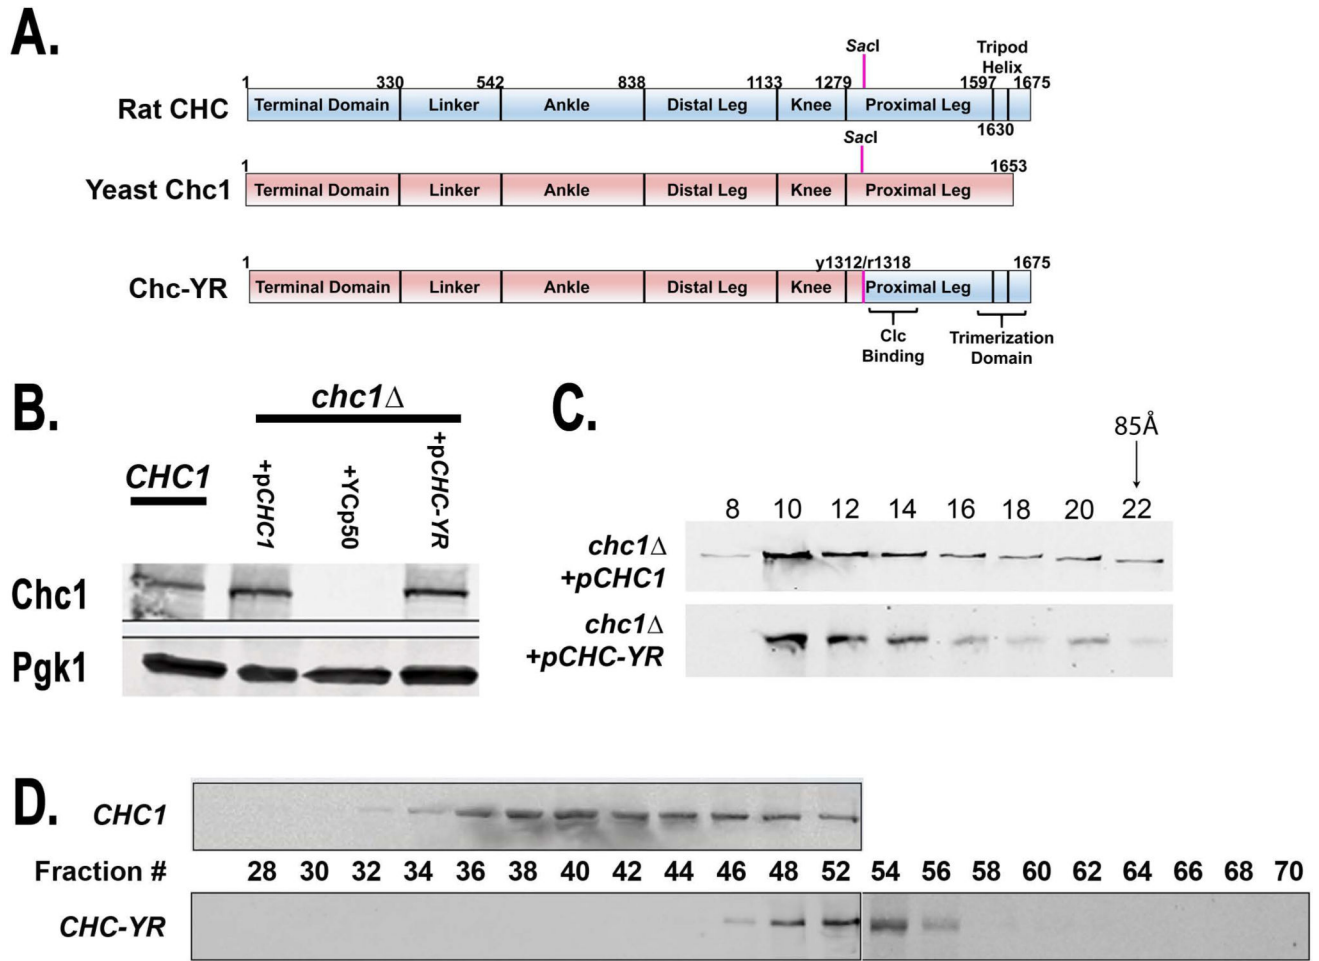 A.
SacI
Tripod
Helix
1 330 542 838 1133 1279 1597 1675
Rat CHC
Terminal Domain Linker Ankle Distal Leg Knee Proximal Leg
1630
SacI
1 1653
Yeast Chc1
Terminal Domain Linker Ankle Distal Leg Knee Proximal Leg
1 y1312/r1318 1675
Chc-YR
Terminal Domain Linker Ankle Distal Leg Knee Proximal Leg
Clc
Binding
Trimerization
Domain
B.
chc1Δ
CHC1
+pCHC1
+YCp50
+pCHC-YR
Chc1
Pgk1
C.
85Å
8 10 12 14 16 18 20 22
chc1Δ
+pCHC1
chc1Δ
+pCHC-YR
D.
CHC1
Fraction # 28 30 32 34 36 38 40 42 44 46 48 52 54 56 58 60 62 64 66 68 70
CHC-YR